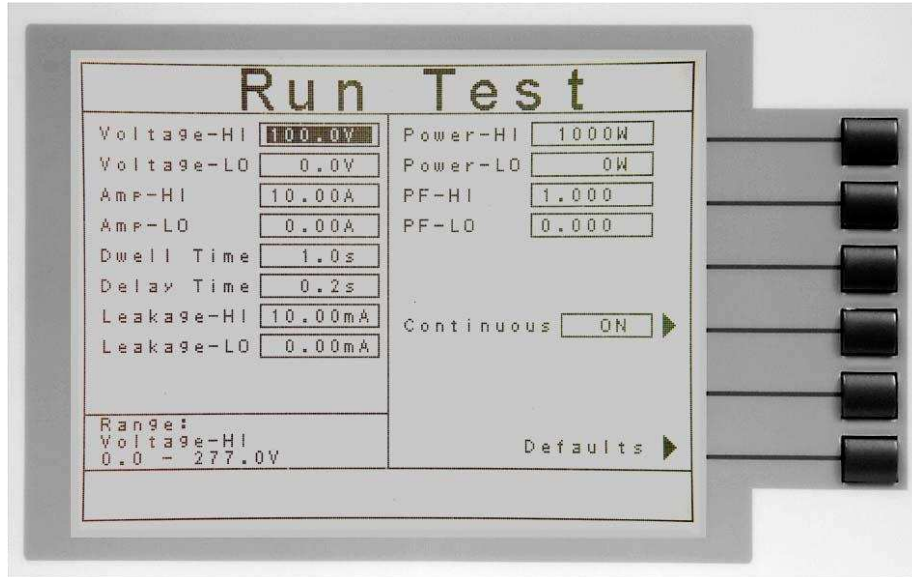 Run Test
Voltage-HI 100.0V
Voltage-LO 0.0V
Amp-HI 10.00A
Amp-LO 0.00A
Dwell Time 1.0s
Delay Time 0.2s
Leakage-HI 10.00mA
Leakage-LO 0.00mA
Range:
Voltage-HI
0.0 - 277.0V
Power-HI 1000W
Power-LO 0W
PF-HI 1.000
PF-LO 0.000
Continuous ON
Defaults